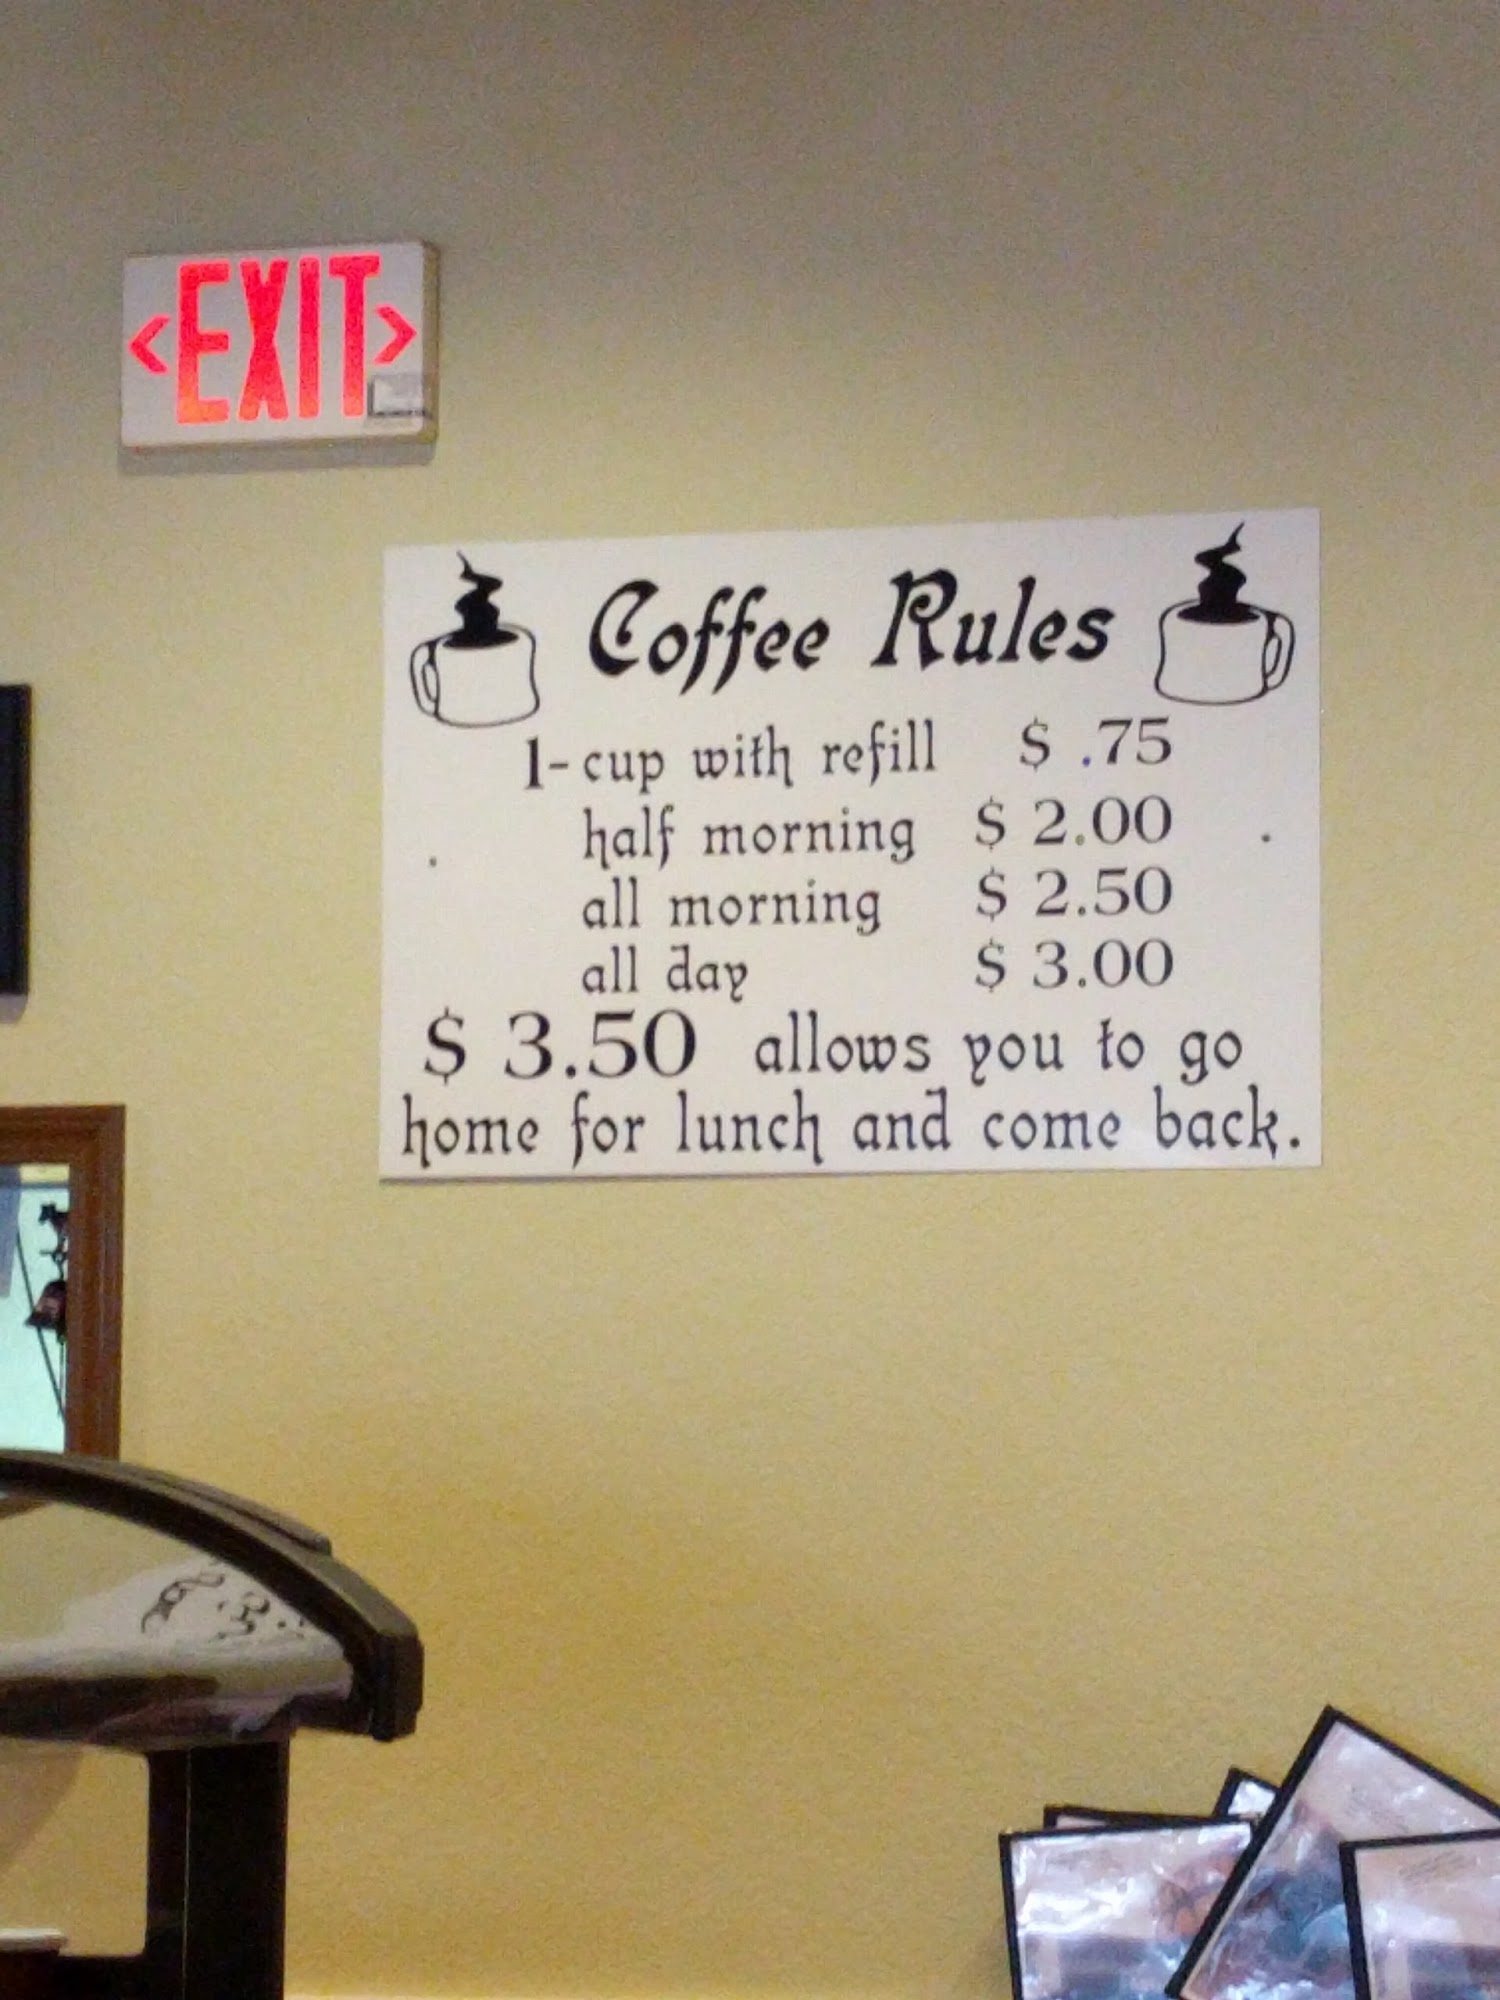 <EXIT>
Coffee Rules
1-cup with refill $ .75
half morning $ 2.00
all morning $ 2.50
all day $ 3.00
$ 3.50 allows you to go
home for lunch and come back.